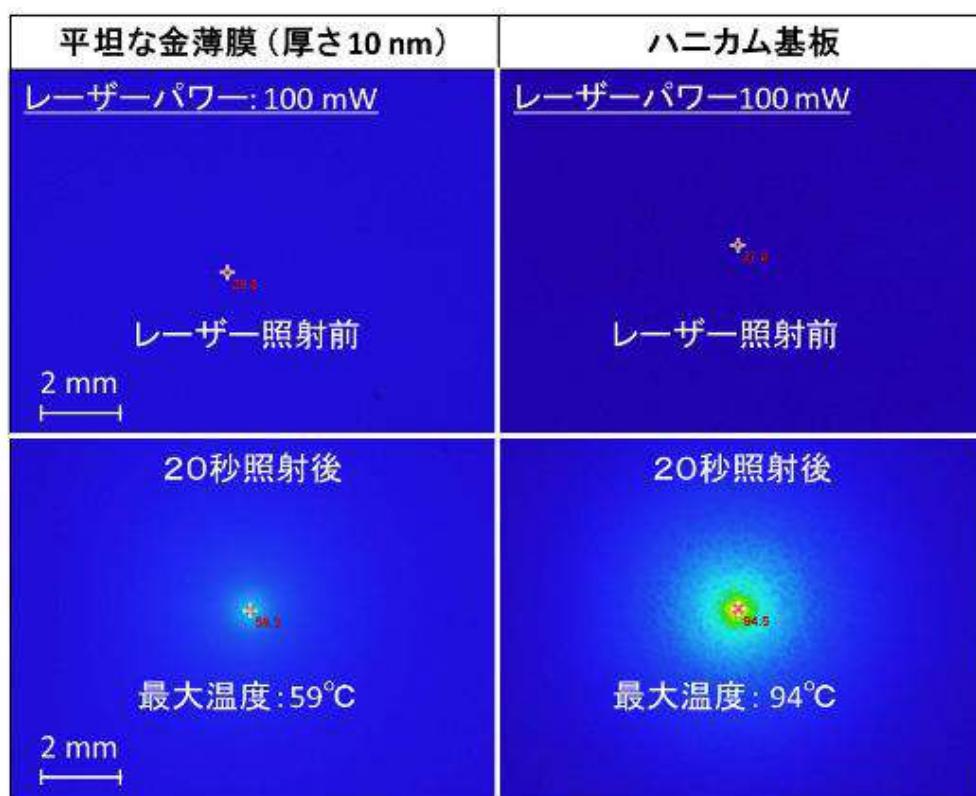 平坦な金薄膜（厚さ10 nm）
ハニカム基板
レーザーパワー：100 mW
レーザーパワー100 mW
レーザー照射前
レーザー照射前
2 mm
20秒照射後
20秒照射後
94.5
最大温度：59℃
最大温度： 94℃
2 mm